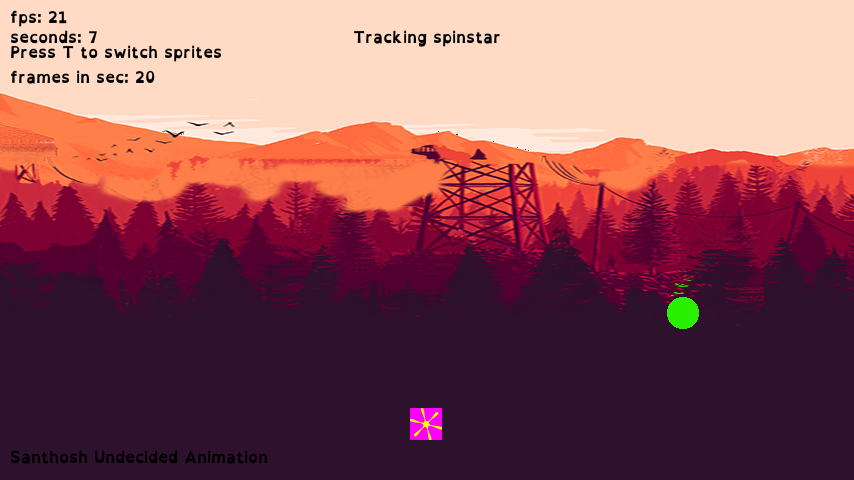 fps: 21
seconds: 7
Tracking spinstar
Press T to switch sprites
frames in sec: 20
Santhosh Undecided Animation